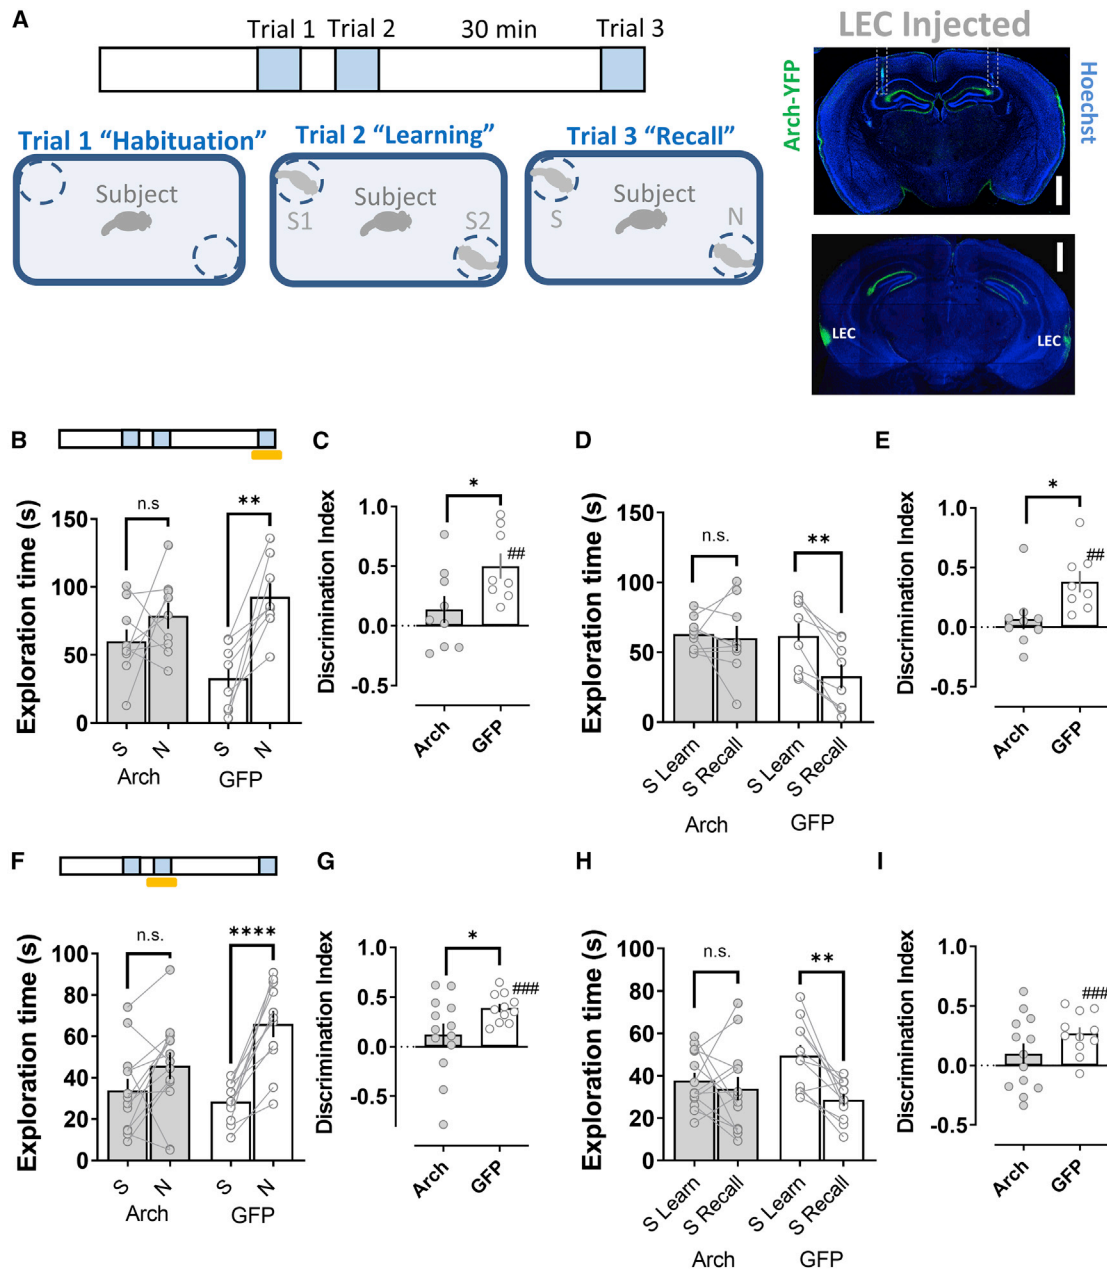 A
Trial 1
Trial 2
30 min
Trial 3
Trial 1 “Habituation”
Trial 2 “Learning”
Trial 3 “Recall”
Subject
Subject
S1
S2
Subject
S
N
LEC Injected
Arch-YFP
Hoechst
LEC
LEC
B
Exploration time (s)
150
100
50
0
n.s
**
S
N
S
N
Arch
GFP
C
Discrimination Index
1.0
0.5
0.0
-0.5
*
##
Arch
GFP
D
Exploration time (s)
150
100
50
0
n.s.
**
S Learn
S Recall
S Learn
S Recall
Arch
GFP
E
Discrimination Index
1.0
0.5
0.0
-0.5
*
##
Arch
GFP
F
Exploration time (s)
100
80
60
40
20
0
n.s.
****
S
N
S
N
Arch
GFP
G
Discrimination Index
1.0
0.5
0.0
-0.5
*
###
Arch
GFP
H
Exploration time (s)
100
80
60
40
20
0
n.s.
**
S Learn
S Recall
S Learn
S Recall
Arch
GFP
I
Discrimination Index
1.0
0.5
0.0
-0.5
###
Arch
GFP